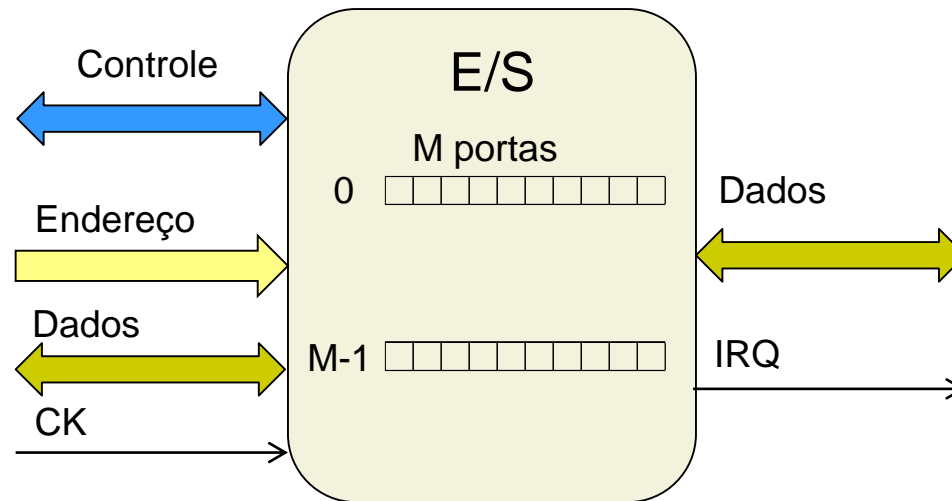 Controle
E/S
M portas
0
Dados
Endereço
Dados
M-1
IRQ
CK